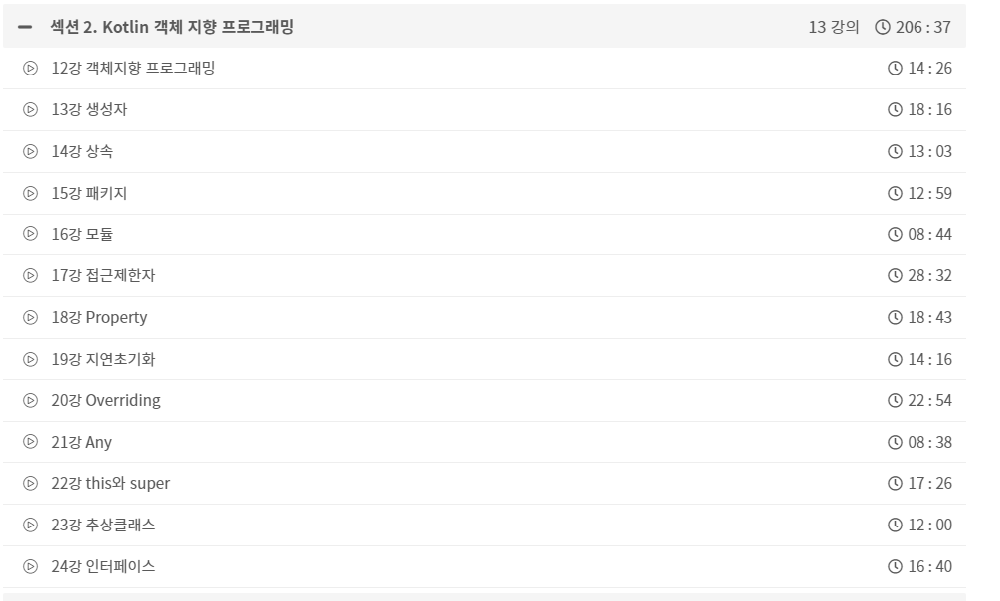 섹션 2. Kotlin 객체 지향 프로그래밍 13 강의 206 : 37
12강 객체지향 프로그래밍 14 : 26
13강 생성자 18 : 16
14강 상속 13 : 03
15강 패키지 12 : 59
16강 모듈 08 : 44
17강 접근제한자 28 : 32
18강 Property 18 : 43
19강 지연초기화 14 : 16
20강 Overriding 22 : 54
21강 Any 08 : 38
22강 this와 super 17 : 26
23강 추상클래스 12 : 00
24강 인터페이스 16 : 40